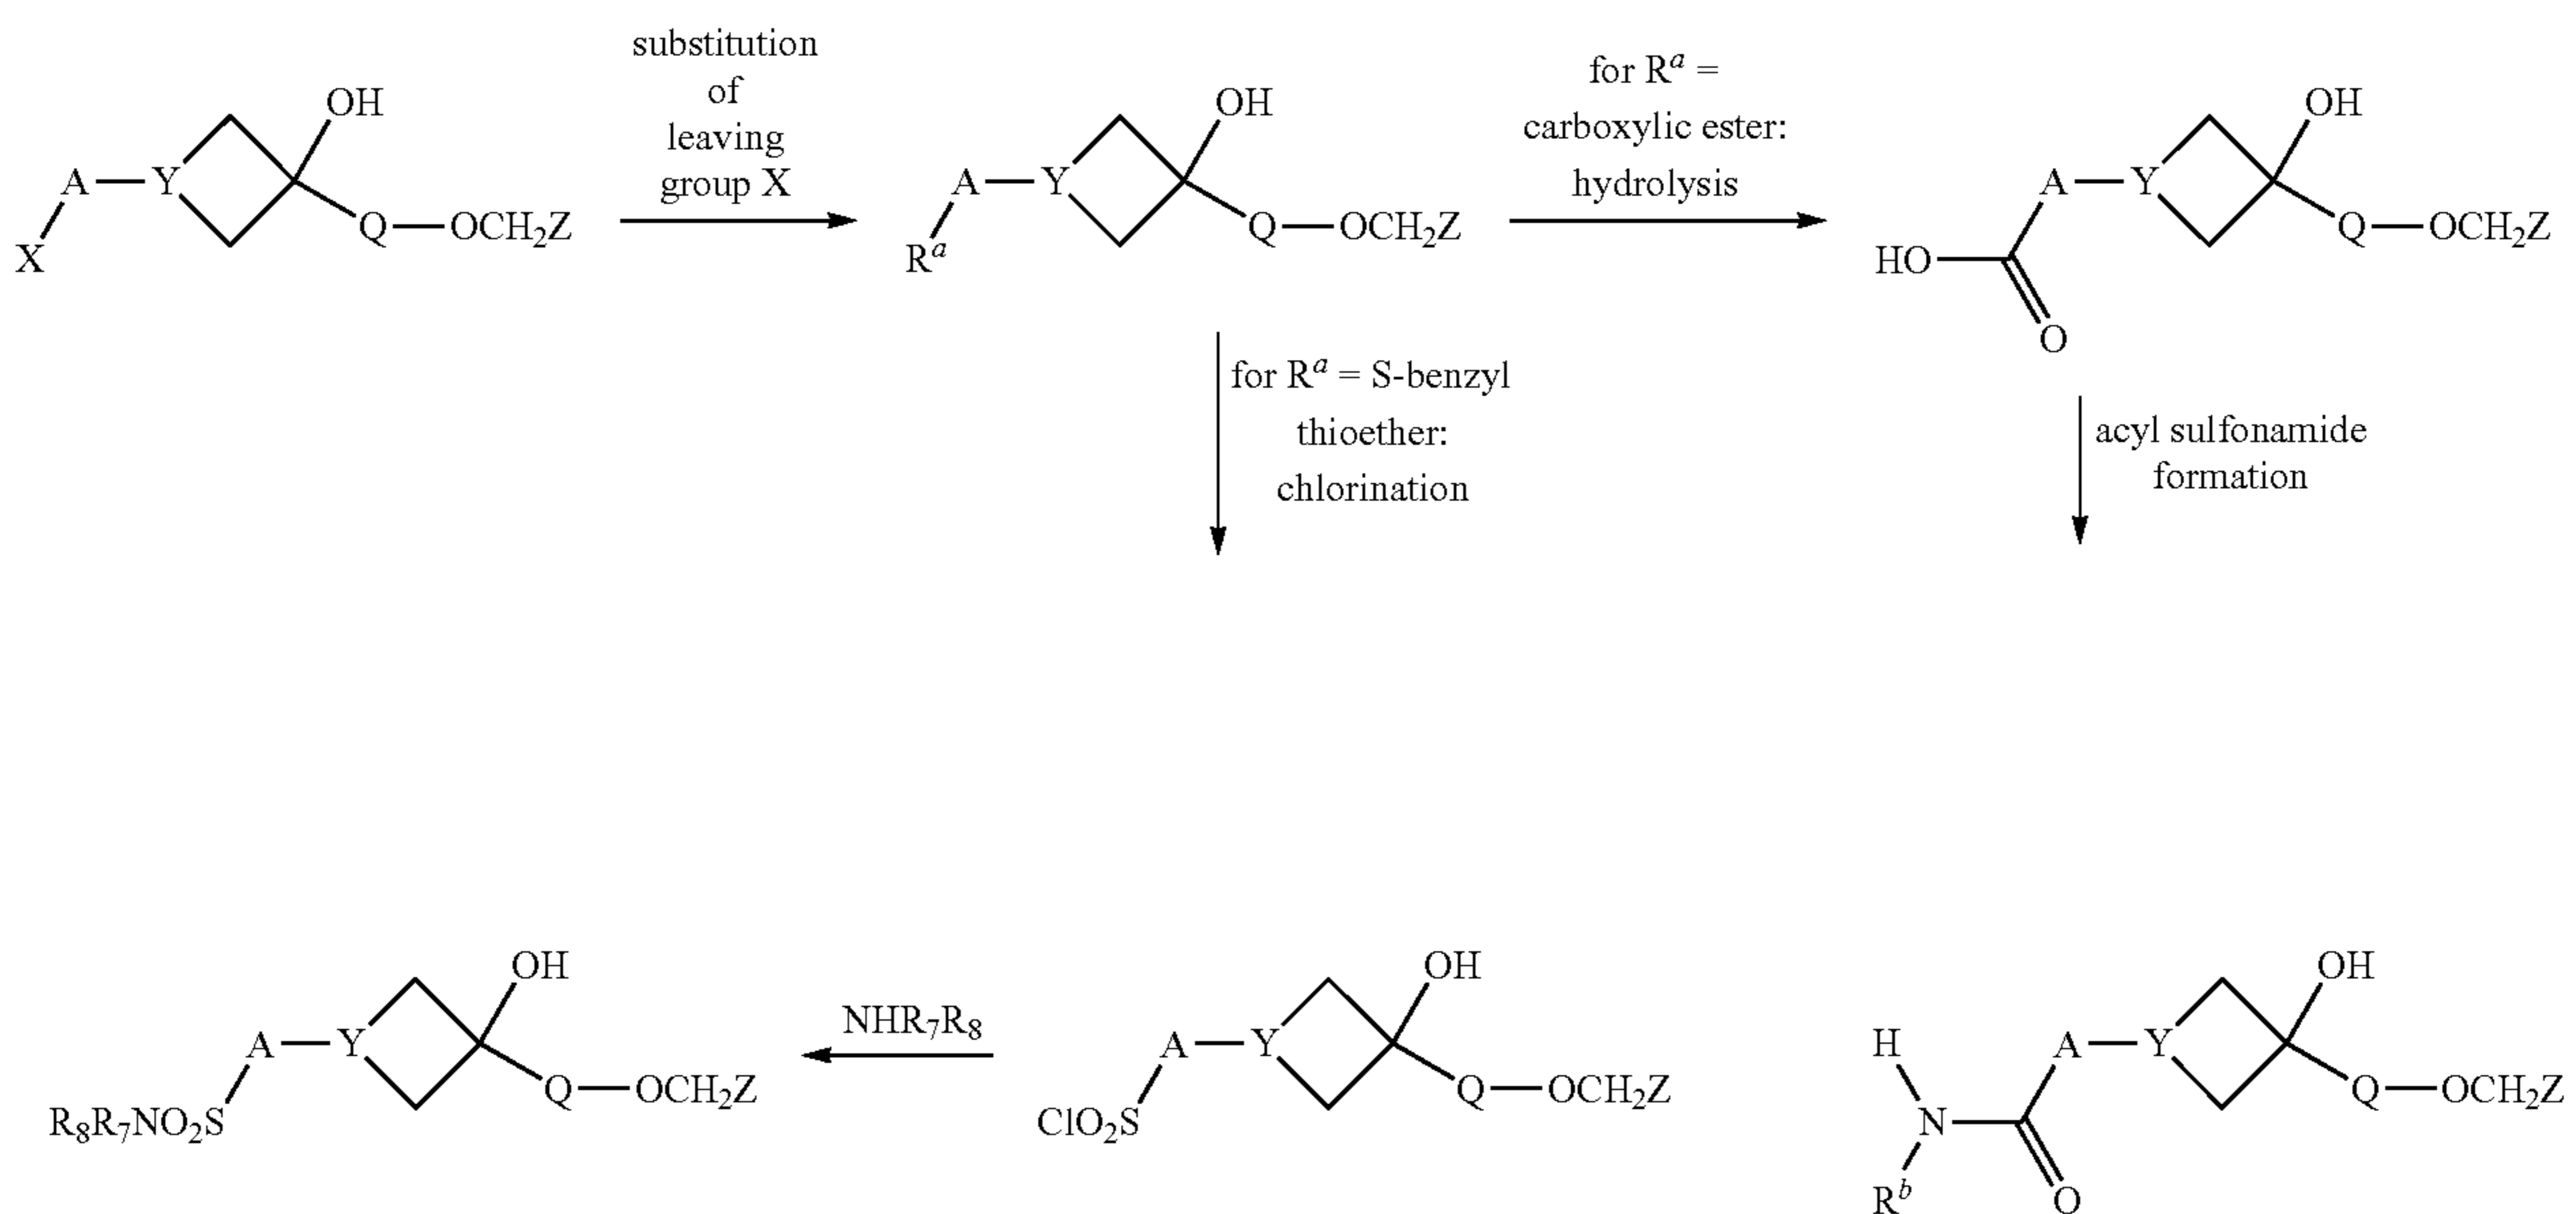 substitution
of
leaving
group X
for Rᵃ =
carboxylic ester:
hydrolysis
OH
A Y
X
Q OCH₂Z
OH
A Y
Rᵃ
Q OCH₂Z
OH
A Y
HO
O
Q OCH₂Z
for Rᵃ = S-benzyl
thioether:
chlorination
acyl sulfonamide
formation
OH
A Y
R₈R₇NO₂S
Q OCH₂Z
NHR₇R₈
OH
A Y
ClO₂S
Q OCH₂Z
OH
H
A Y
N
Rᵇ
O
Q OCH₂Z